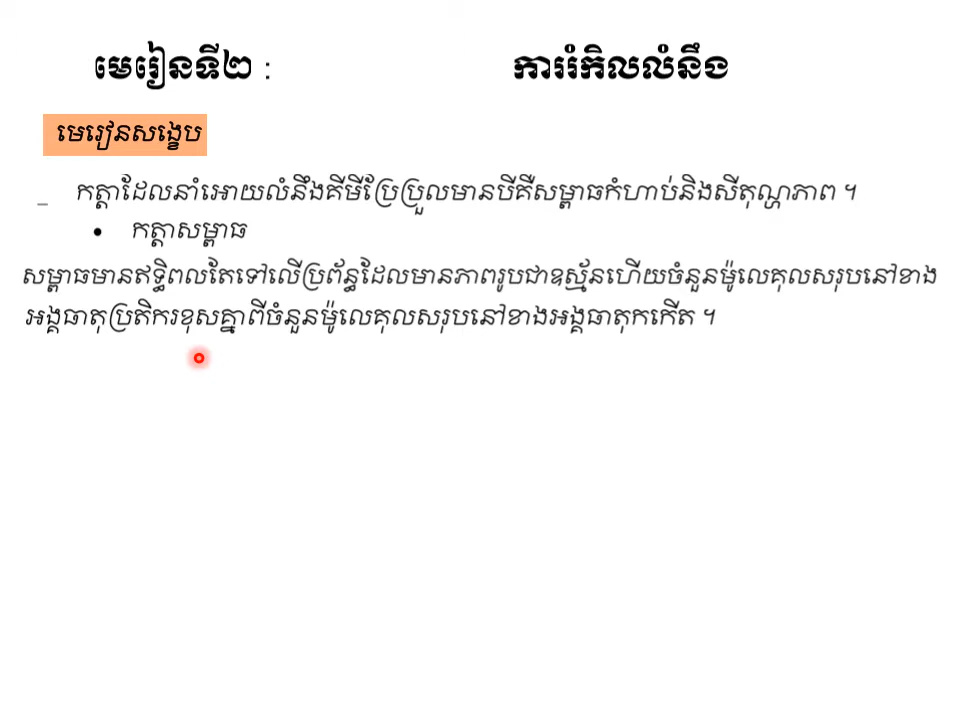 មេរៀនទី២ : ការរំកិលលំនឹង
មេរៀនសង្ខេប
_ កត្តាដែលនាំអោយលំនឹងគីមីប្រែប្រួលមានបីគឺសម្ពាធកំហាប់និងសីតុណ្ហភាព ។
• កត្តាសម្ពាធ
សម្ពាធមានឥទ្ធិពលតែទៅលើប្រព័ន្ធដែលមានភាពរូបជាឧស្ម័នហើយចំនួនម៉ូលេគុលសរុបនៅខាង
អង្គធាតុប្រតិករខុសគ្នាពីចំនួនម៉ូលេគុលសរុបនៅខាងអង្គធាតុកកើត ។